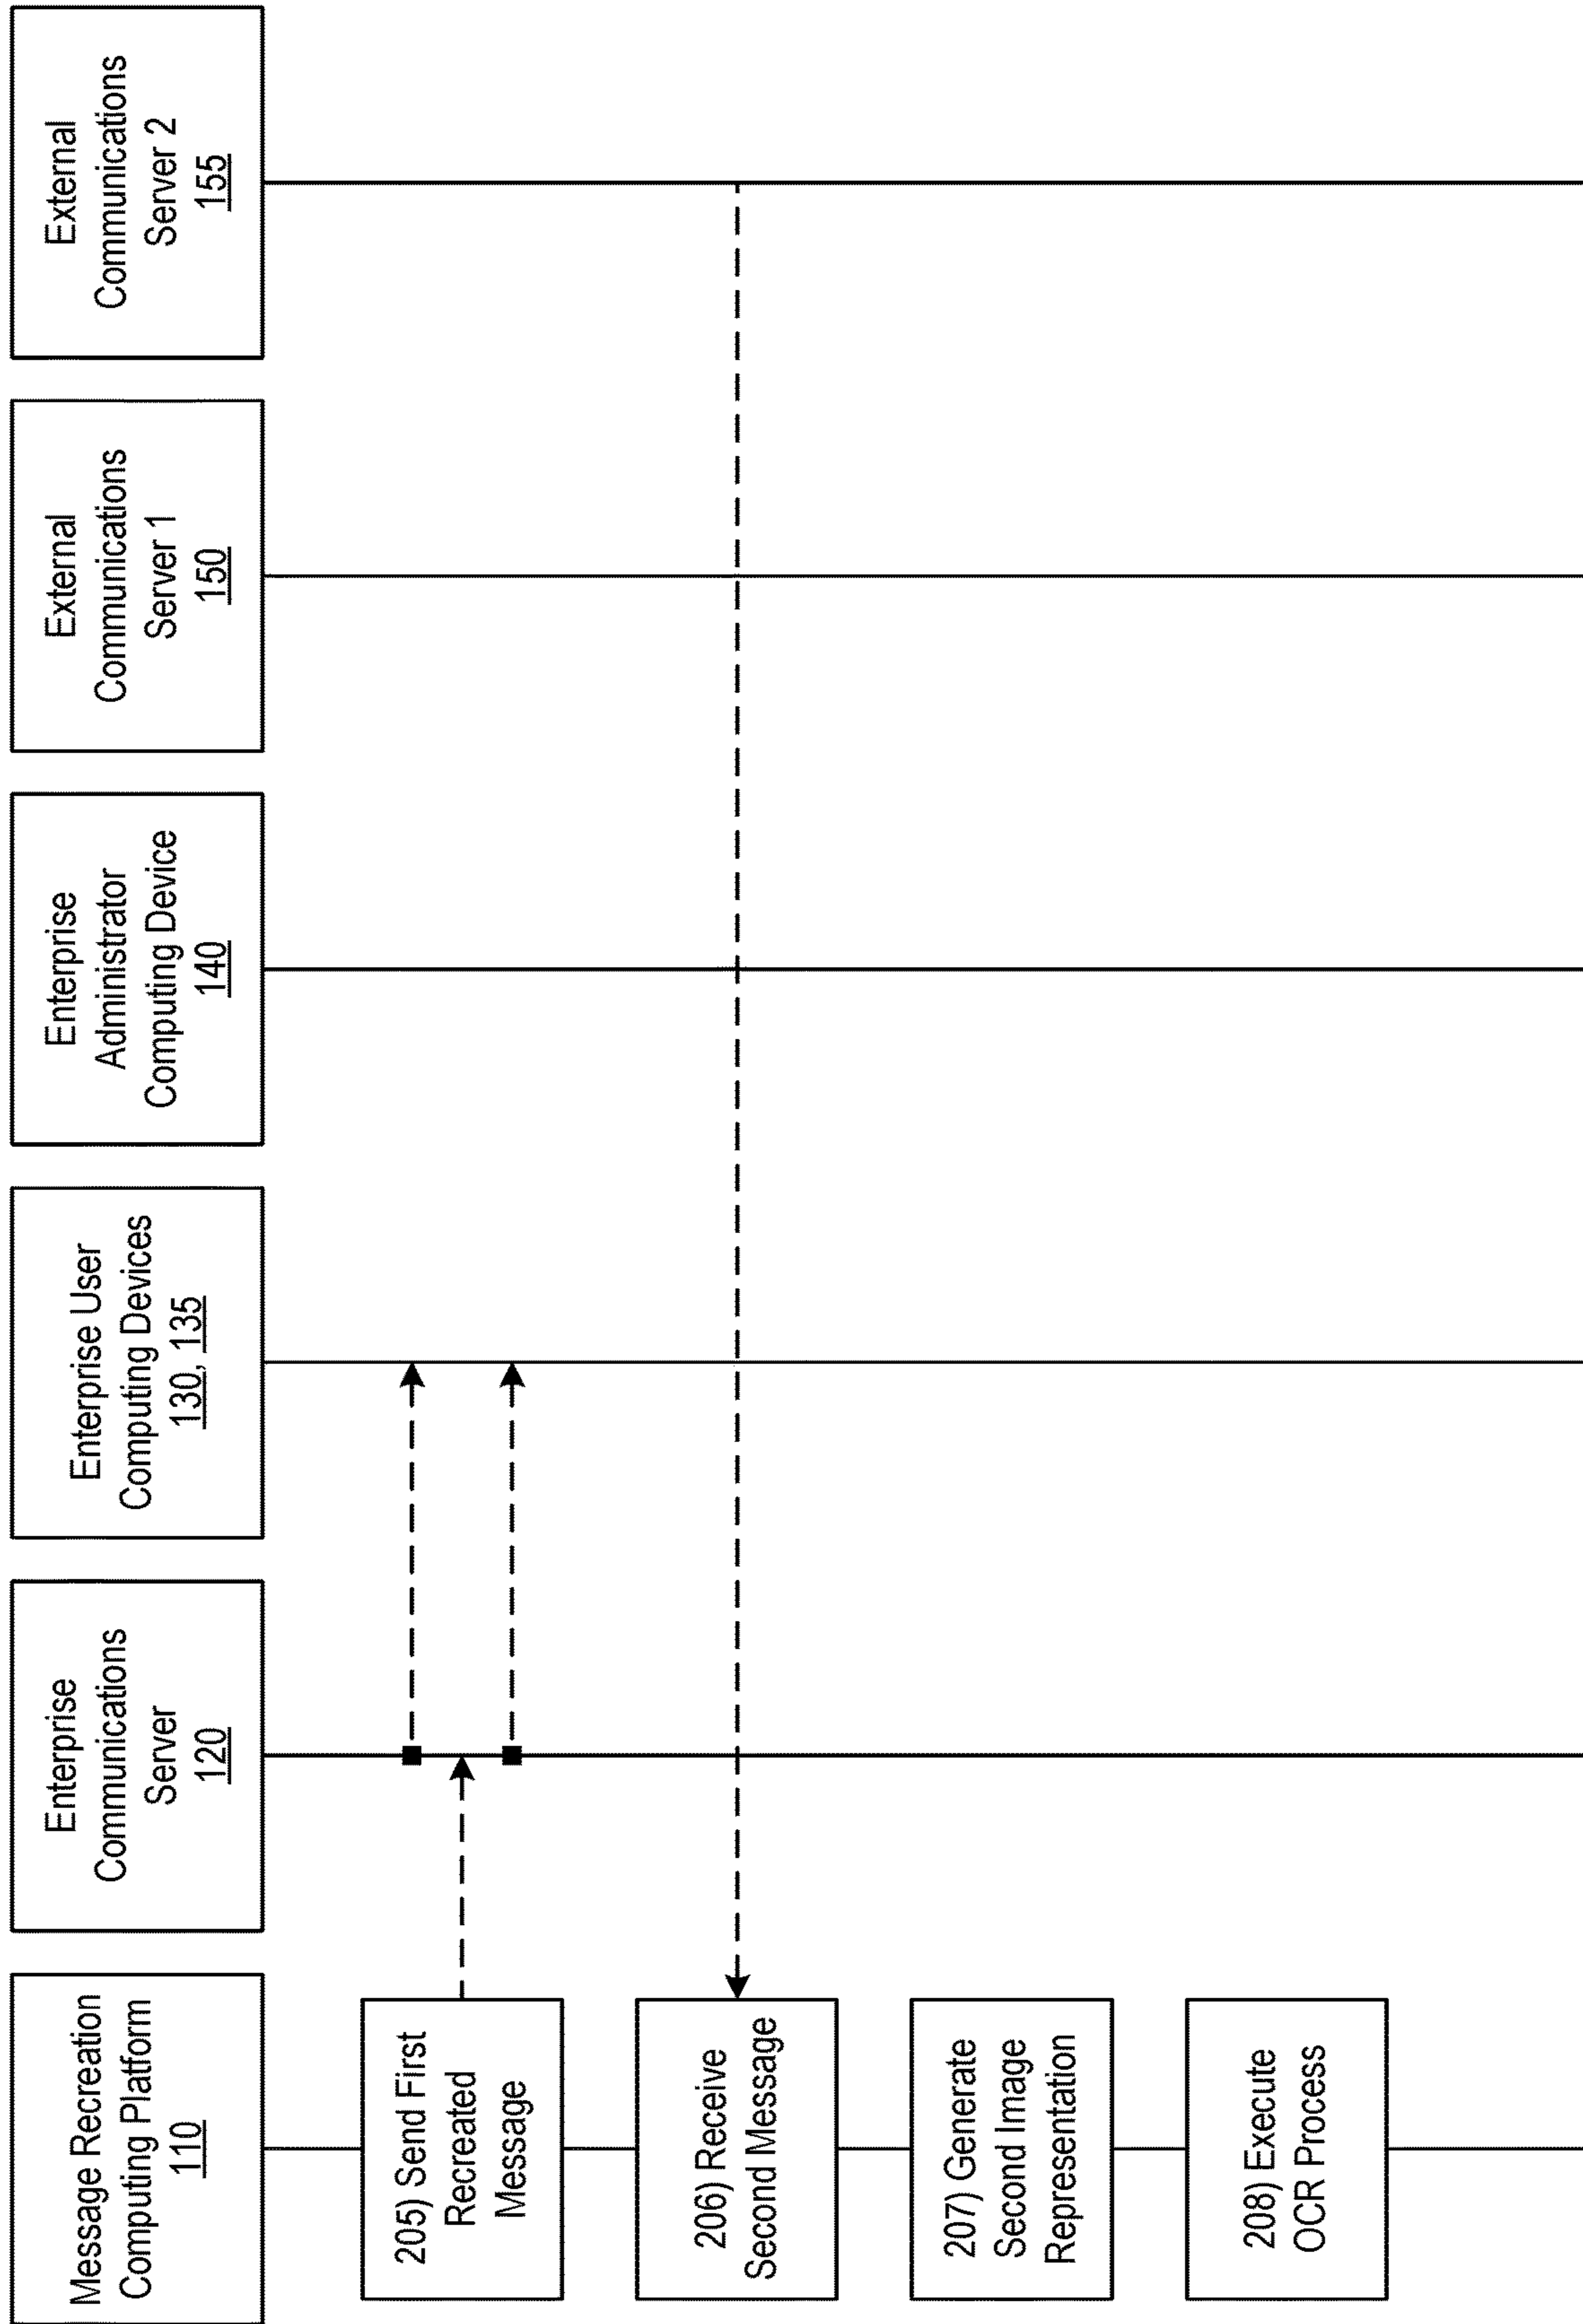 Message Recreation
Computing Platform
110
Enterprise
Communications
Server
120
Enterprise User
Computing Devices
130, 135
Enterprise
Administrator
Computing Device
140
External
Communications
Server 1
150
External
Communications
Server 2
155
205) Send First
Recreated
Message
206) Receive
Second Message
207) Generate
Second Image
Representation
208) Execute
OCR Process